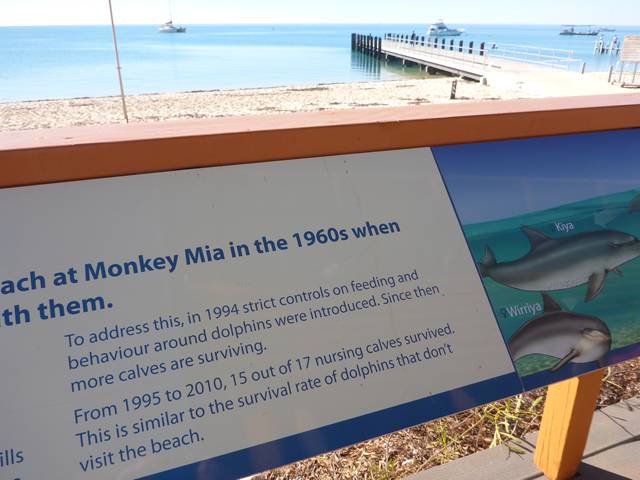 ach at Monkey Mia in the 1960s when
ith them.
To address this, in 1994 strict controls on feeding and
behaviour around dolphins were introduced. Since then
more calves are surviving.
From 1995 to 2010, 15 out of 17 nursing calves survived.
This is similar to the survival rate of dolphins that don't
visit the beach.
ills
Kiya
Wirriya